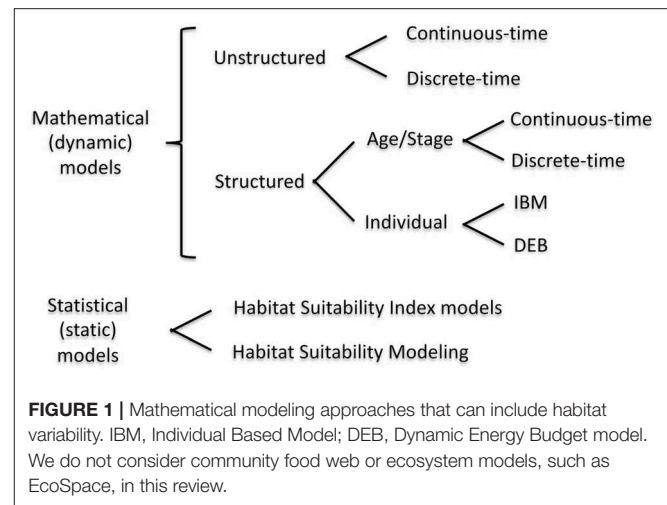 Mathematical
(dynamic)
models
Unstructured
Continuous-time
Discrete-time
Structured
Age/Stage
Continuous-time
Discrete-time
Individual
IBM
DEB
Statistical
(static)
models
Habitat Suitability Index models
Habitat Suitability Modeling
FIGURE 1 | Mathematical modeling approaches that can include habitat
variability. IBM, Individual Based Model; DEB, Dynamic Energy Budget model.
We do not consider community food web or ecosystem models, such as
EcoSpace, in this review.